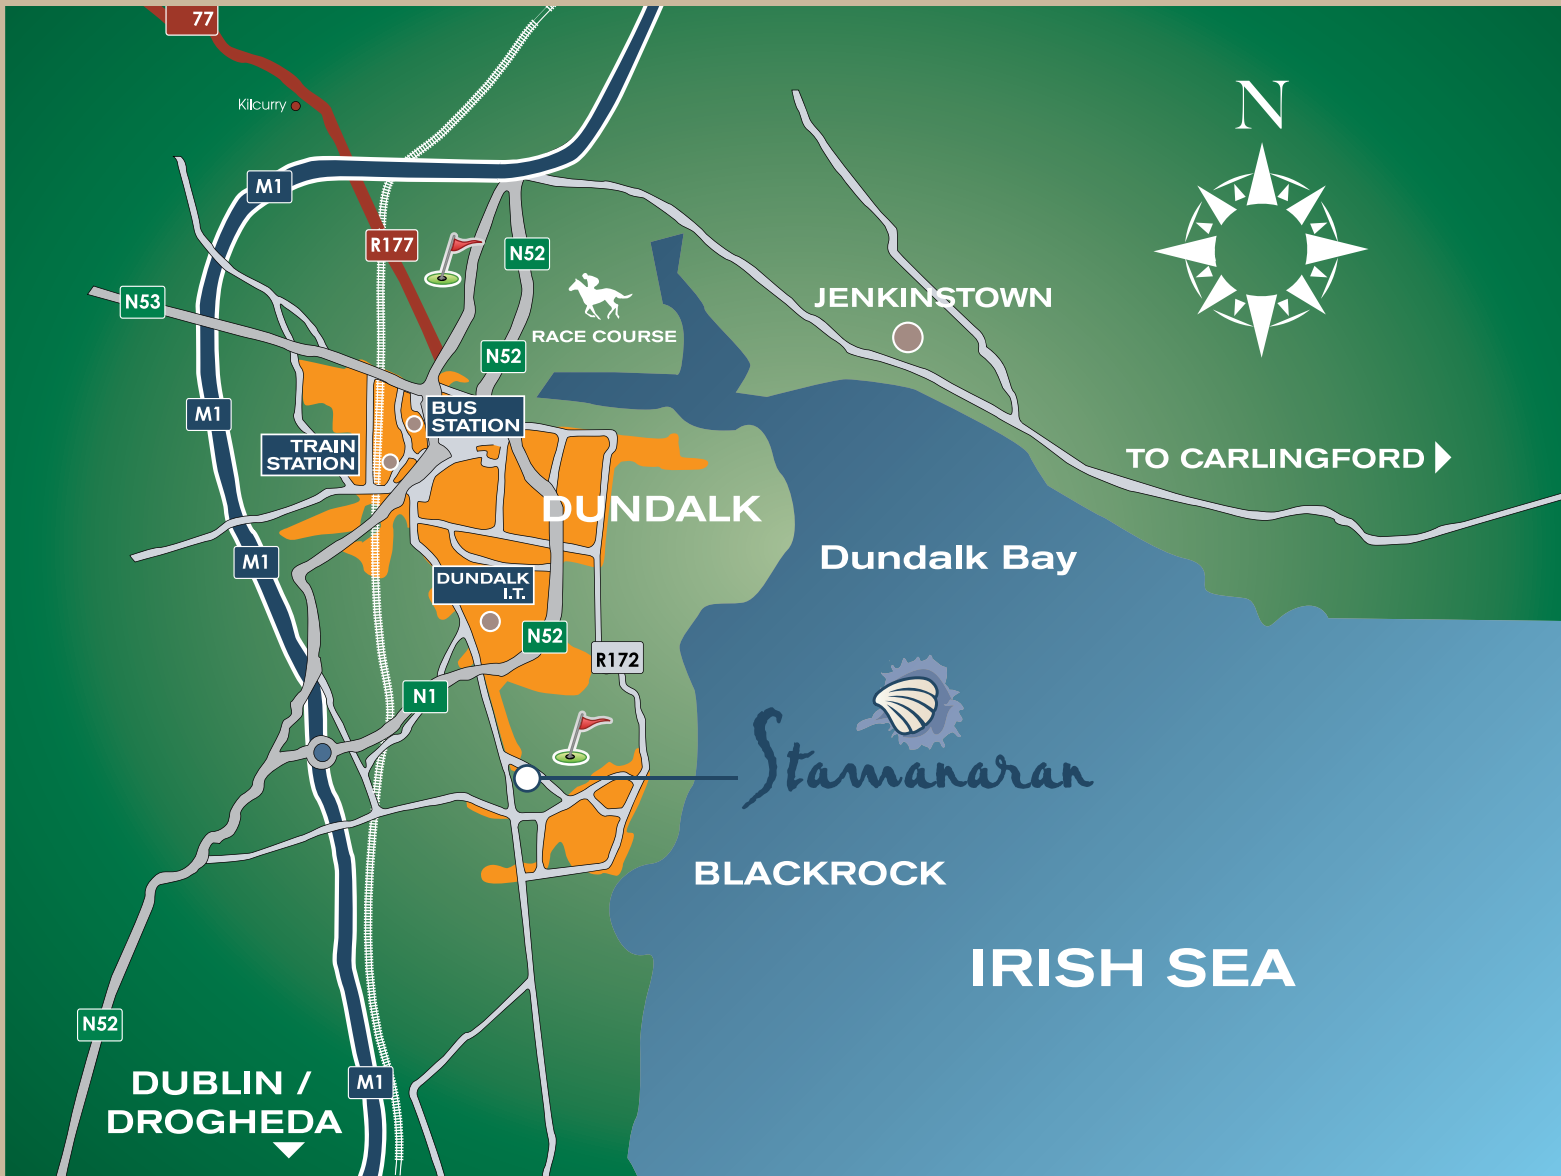 77
Kilcurry
N
M1
R177
N52
N53
JENKINSTOWN
RACE COURSE
N52
M1
BUS
STATION
TRAIN
STATION
TO CARLINGFORD
DUNDALK
Dundalk Bay
M1
DUNDALK
I.T.
N52
R172
N1
Stamanaran
BLACKROCK
IRISH SEA
N52
M1
DUBLIN /
DROGHEDA